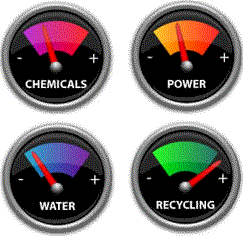 - +
CHEMICALS
- +
POWER
- +
WATER
- +
RECYCLING